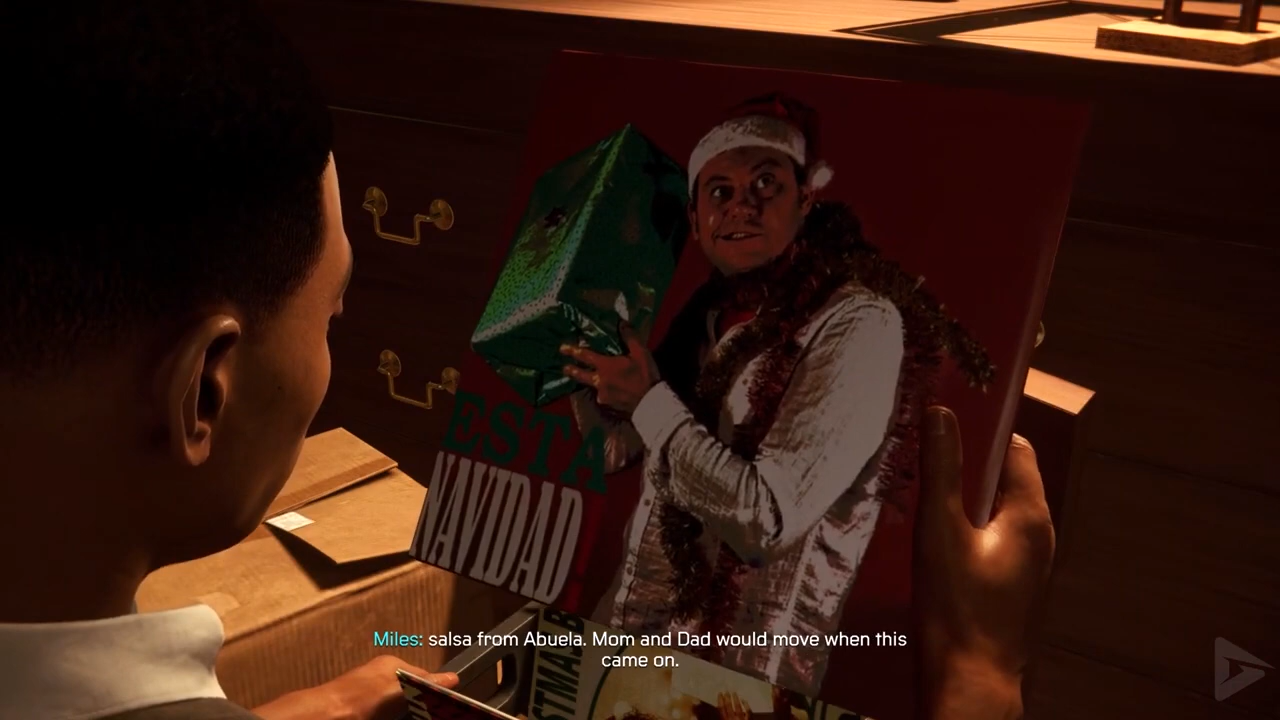 ESTA
NAVIDAD
Miles: salsa from Abuela. Mom and Dad would move when this
came on.